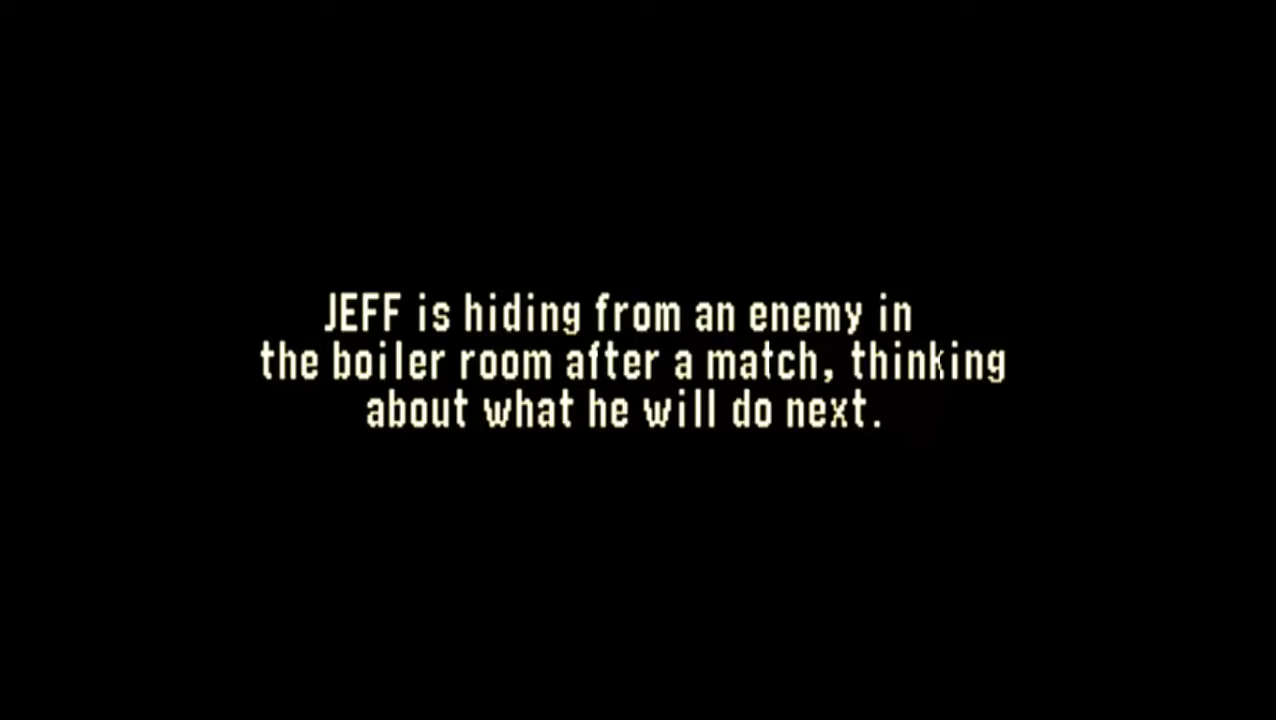 JEFF is hiding from an enemy in
the boiler room after a match, thinking
about what he will do next.